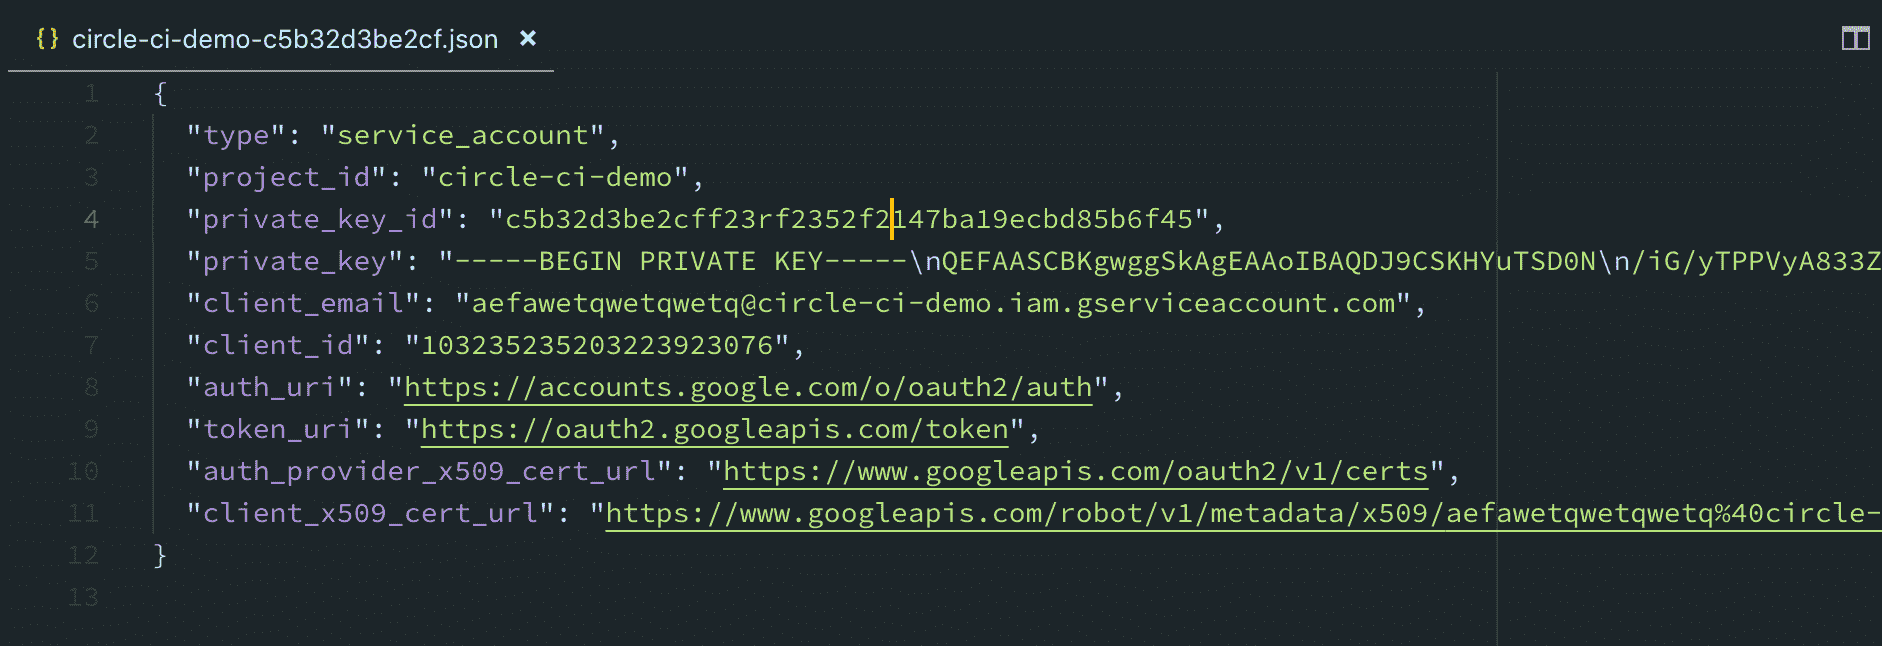 {} circle-ci-demo-c5b32d3be2cf.json ×
1 {
2 "type": "service_account",
3 "project_id": "circle-ci-demo",
4 "private_key_id": "c5b32d3be2cff23rf2352f2147ba19ecbd85b6f45",
5 "private_key": "-----BEGIN PRIVATE KEY-----\nQEFAASCBKgwggSkAgEAAoIBAQDJ9CSKHYuTSD0N\n/iG/yTPPVyA833Z
6 "client_email": "aefawetqwetqwetq@circle-ci-demo.iam.gserviceaccount.com",
7 "client_id": "103235235203223923076",
8 "auth_uri": "https://accounts.google.com/o/oauth2/auth",
9 "token_uri": "https://oauth2.googleapis.com/token",
10 "auth_provider_x509_cert_url": "https://www.googleapis.com/oauth2/v1/certs",
11 "client_x509_cert_url": "https://www.googleapis.com/robot/v1/metadata/x509/aefawetqwetqwetq%40circle-
12 }
13